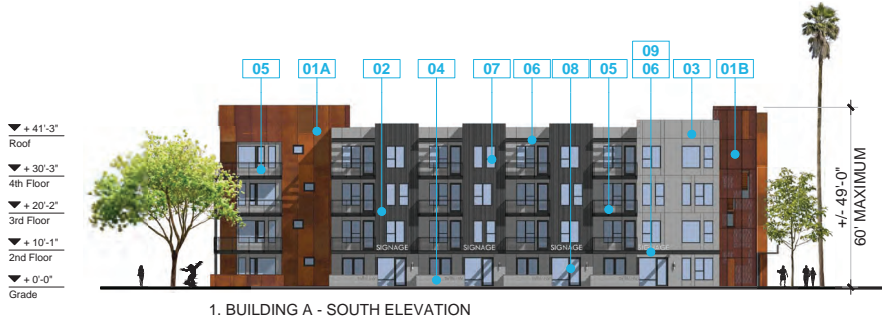 09
05
01A
02
04
07
06
08
05
06
03
01B
+ 41'-3"
Roof
+ 30'-3"
4th Floor
+ 20'-2"
3rd Floor
+ 10'-1"
2nd Floor
+ 0'-0"
Grade
SIGNAGE
SIGNAGE
SIGNAGE
SIGNAGE
+/- 49'-0"
60' MAXIMUM
1. BUILDING A - SOUTH ELEVATION